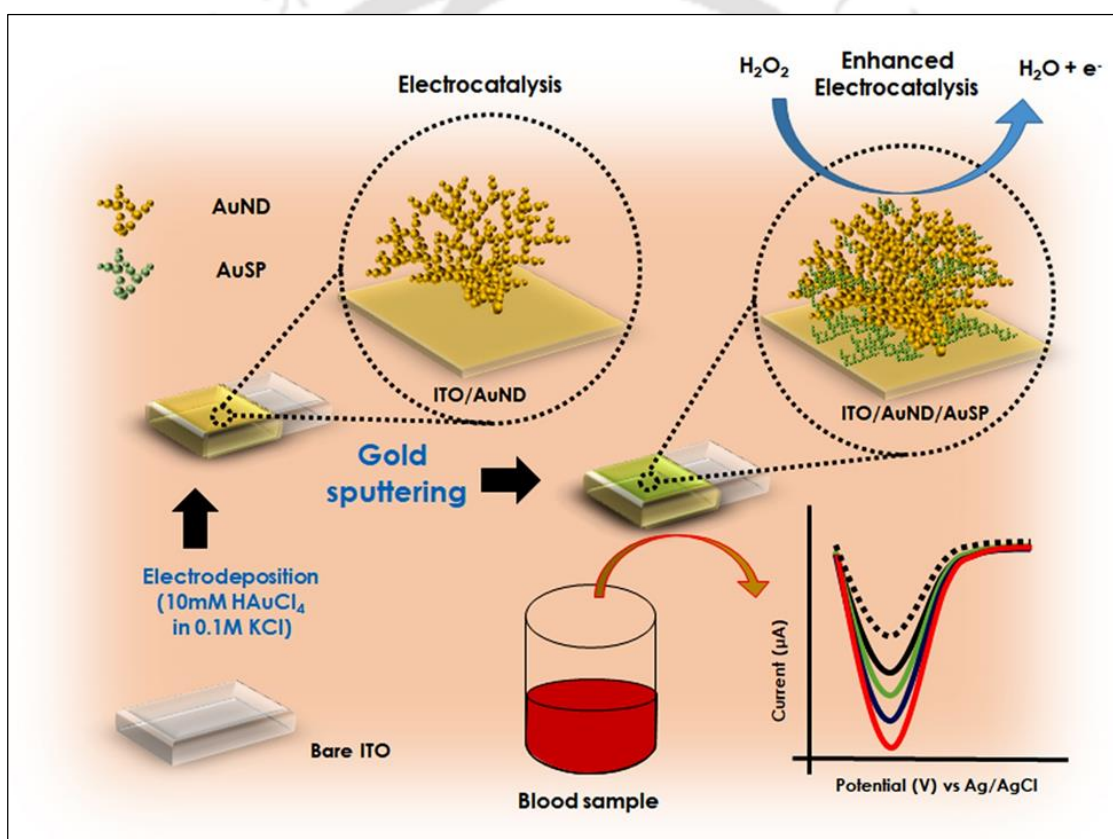 H₂O₂
Enhanced
Electrocatalysis
H₂O + e⁻
Electrocatalysis
AuND
AuSP
ITO/AuND
ITO/AuND/AuSP
Gold
sputtering
Electrodeposition
(10mM HAuCl₄
in 0.1M KCl)
Bare ITO
Blood sample
Current (µA)
Potential (V) vs Ag/AgCl